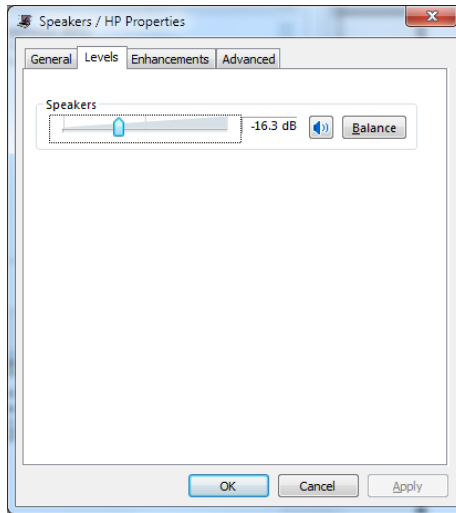 Speakers / HP Properties
General Levels Enhancements Advanced
Speakers
-16.3 dB Balance
OK Cancel Apply